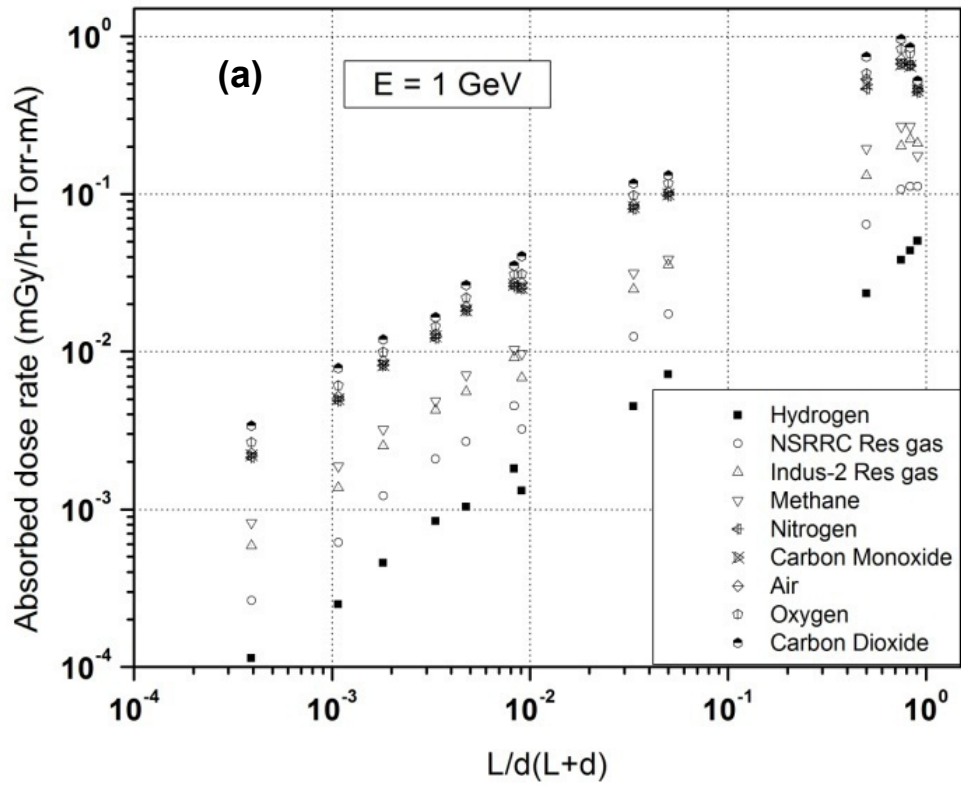 (a)
E = 1 GeV
Absorbed dose rate (mGy/h-nTorr-mA)
10⁰
10⁻¹
10⁻²
10⁻³
10⁻⁴
Hydrogen
NSRRC Res gas
Indus-2 Res gas
Methane
Nitrogen
Carbon Monoxide
Air
Oxygen
Carbon Dioxide
10⁻⁴ 10⁻³ 10⁻² 10⁻¹ 10⁰
L/d(L+d)